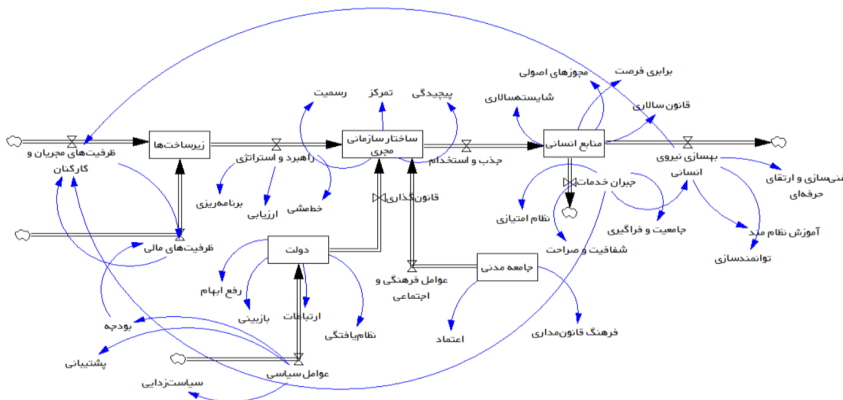 مجوزهای اصولی
برابری فرصت
رسمیت
تمرکز
پیچیدگی
شایسته‌سالاری
قانون سالاری
ظرفیت‌های مجریان و
کارکنان
زیرساخت‌ها
راهبرد و استراتژی
ساختار سازمانی
مجری
جذب و استخدام
منابع انسانی
بهسازی نیروی
انسانی
غنی‌سازی و ارتقای
حرفه‌ای
برنامه‌ریزی
ارزیابی
خط‌مشی
قانون‌گذاری
جبران خدمات
نظام امتیازی
جامعیت و فراگیری
آموزش نظام مند
توانمندسازی
شفافیت و صراحت
ظرفیت‌های مالی
دولت
جامعه مدنی
عوامل فرهنگی و
اجتماعی
رفع ابهام
بازبینی
ارتباطات
نظام‌یافتگی
اعتماد
فرهنگ قانون‌مداری
بودجه
پشتیبانی
سیاست‌زدایی
عوامل سیاسی